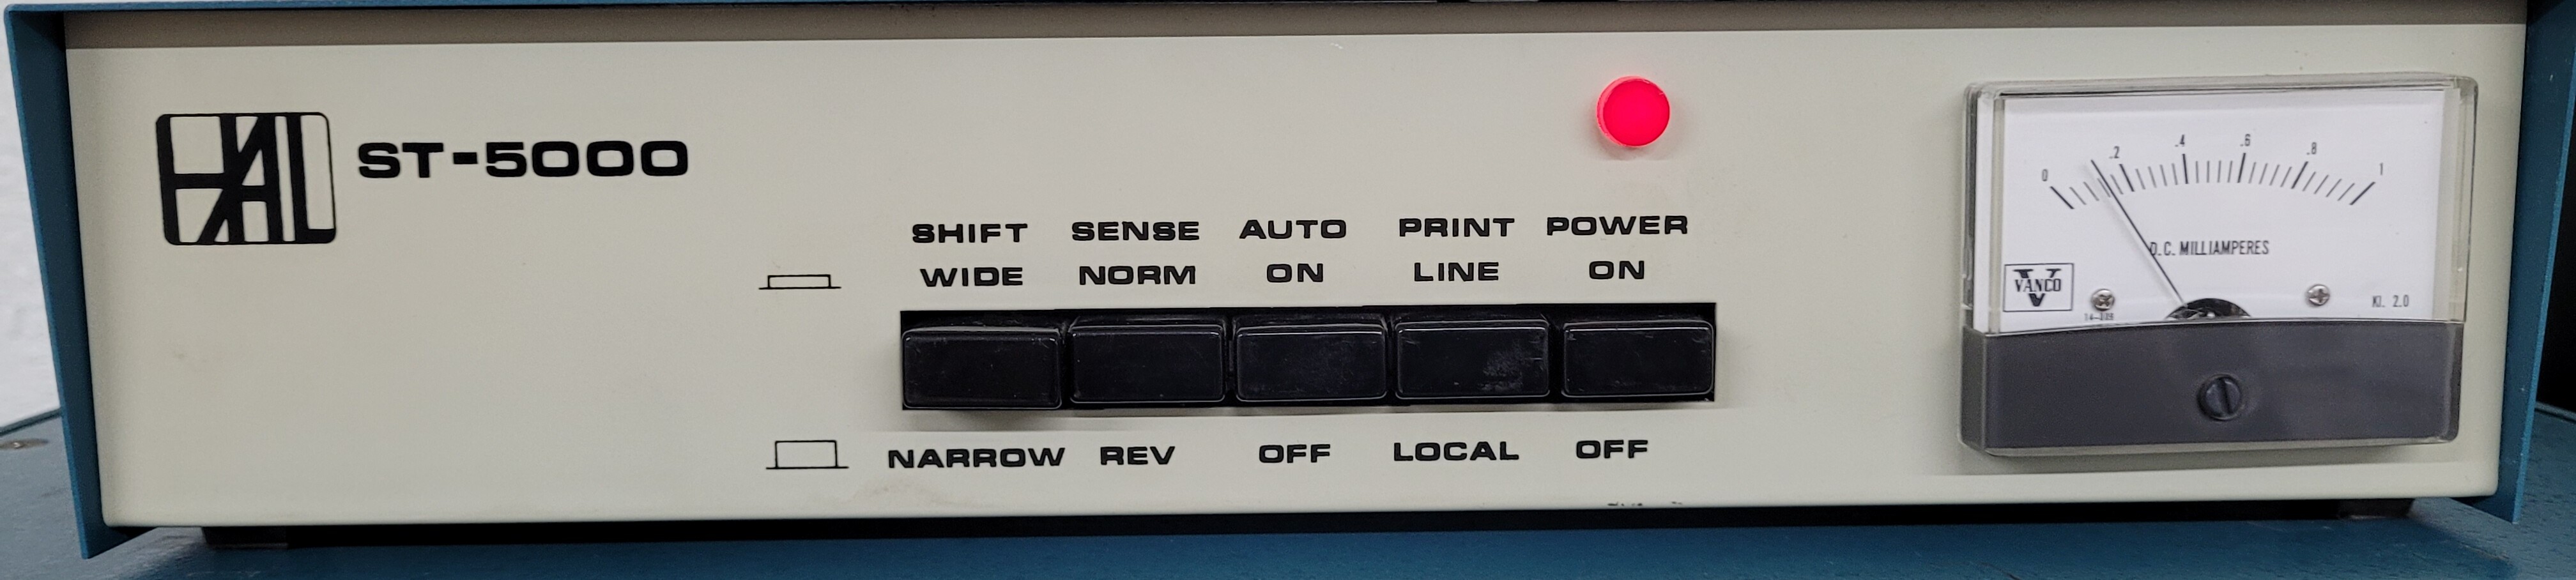 HAL ST-5000
SHIFT SENSE AUTO PRINT POWER
WIDE NORM ON LINE ON
NARROW REV OFF LOCAL OFF
0 .2 .4 .6 .8 1
D.C. MILLIAMPERES
VANCO
V
KI. 2.0